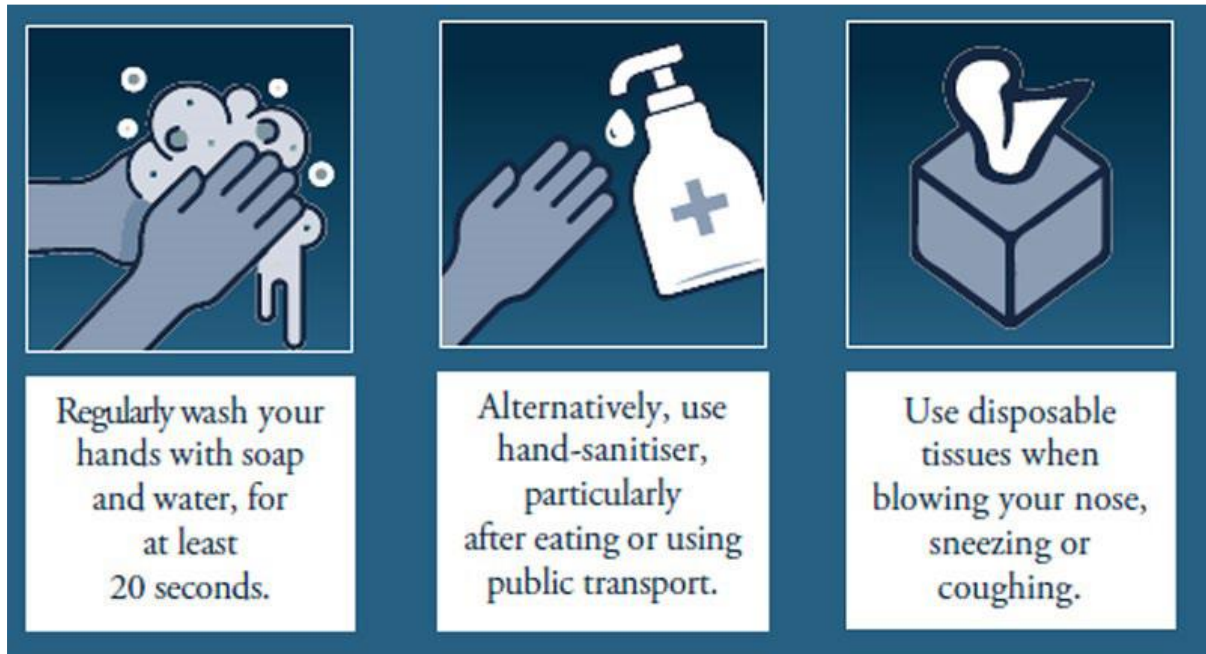 Regularly wash your
hands with soap
and water, for
at least
20 seconds.
Alternatively, use
hand-sanitiser,
particularly
after eating or using
public transport.
Use disposable
tissues when
blowing your nose,
sneezing or
coughing.